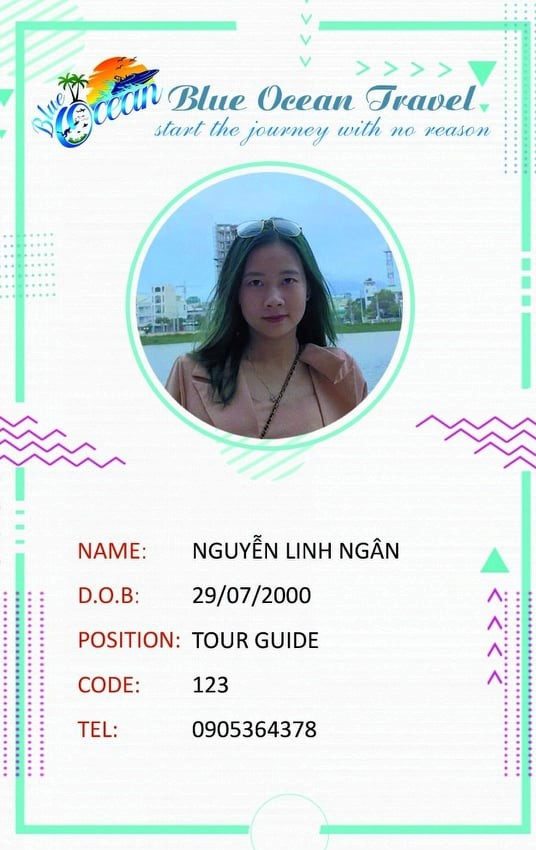 Blue Ocean
Blue Ocean Travel
start the journey with no reason
NAME: NGUYỄN LINH NGÂN
D.O.B: 29/07/2000
POSITION: TOUR GUIDE
CODE: 123
TEL: 0905364378